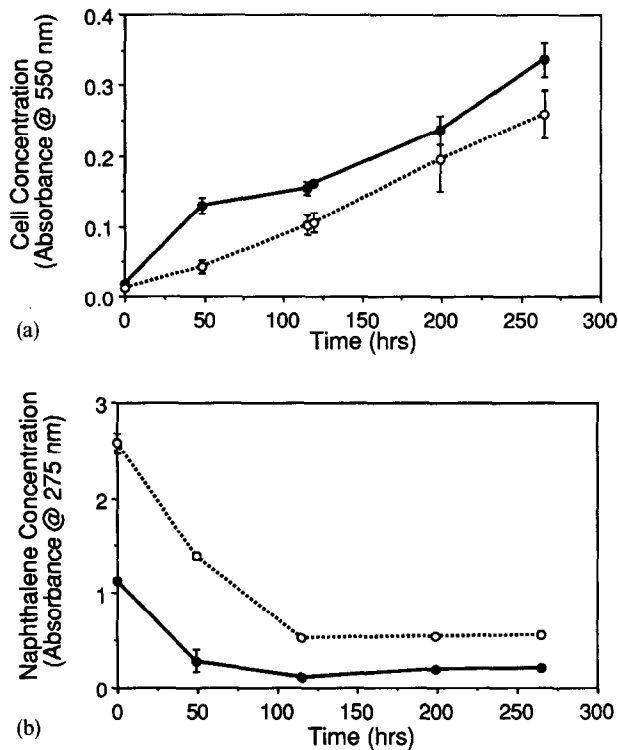 0.4
0.3
0.2
0.1
0.0
Cell Concentration
(Absorbance @ 550 nm)
0 50 100 150 200 250 300
Time (hrs)
(a)
3
2
1
0
Naphthalene Concentration
(Absorbance @ 275 nm)
0 50 100 150 200 250 300
Time (hrs)
(b)